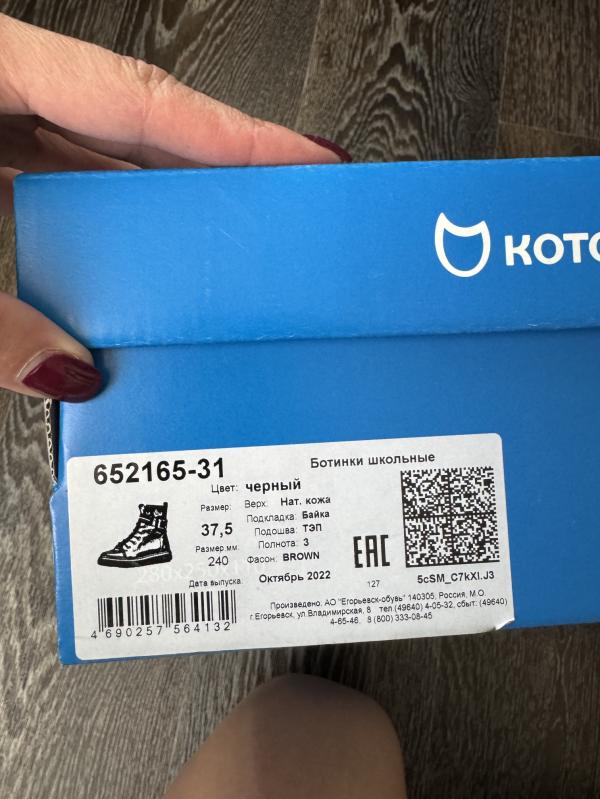 КОТО
652165-31
Ботинки школьные
Цвет: черный
Размер:
37,5
Размер.мм:
240
Верх: Нат. кожа
Подкладка: Байка
Подошва: ТЭП
Полнота: 3
Фасон: BROWN
280x250x
Дата выпуска: Октябрь 2022
EAC
127
5cSM_C7kXI.J3
4 690257 564132
Произведено: АО "Егорьевск-обувь" 140305, Россия, М.О.
г.Егорьевск, ул.Владимирская, 8 тел.(49640) 4-05-32, сбыт: (49640)
4-65-46, 8 (800) 333-08-45